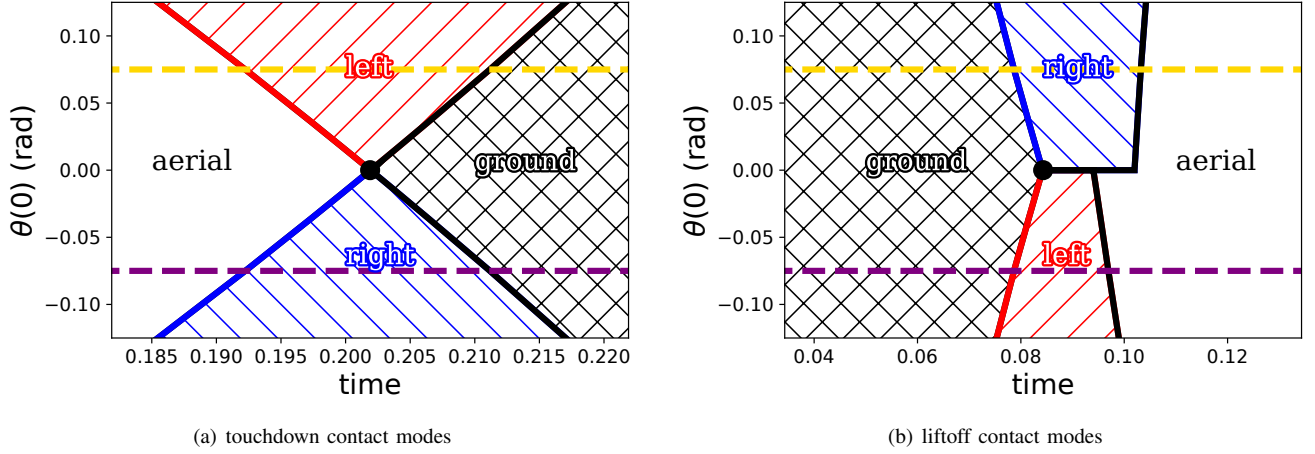 0.10
0.05
0.00
−0.05
−0.10
θ(0) (rad)
left
aerial
ground
right
0.185 0.190 0.195 0.200 0.205 0.210 0.215 0.220
time
(a) touchdown contact modes
0.10
0.05
0.00
−0.05
−0.10
θ(0) (rad)
right
ground
aerial
left
0.04 0.06 0.08 0.10 0.12
time
(b) liftoff contact modes